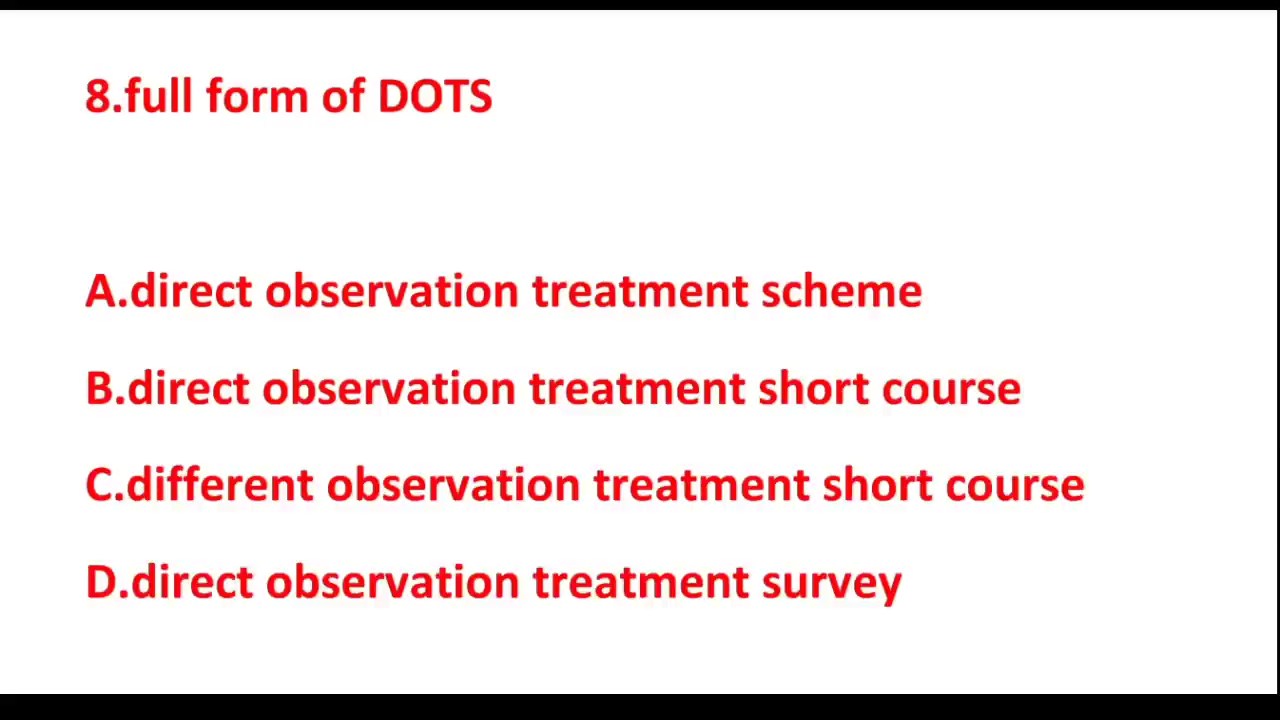 8.full form of DOTS
A.direct observation treatment scheme
B.direct observation treatment short course
C.different observation treatment short course
D.direct observation treatment survey